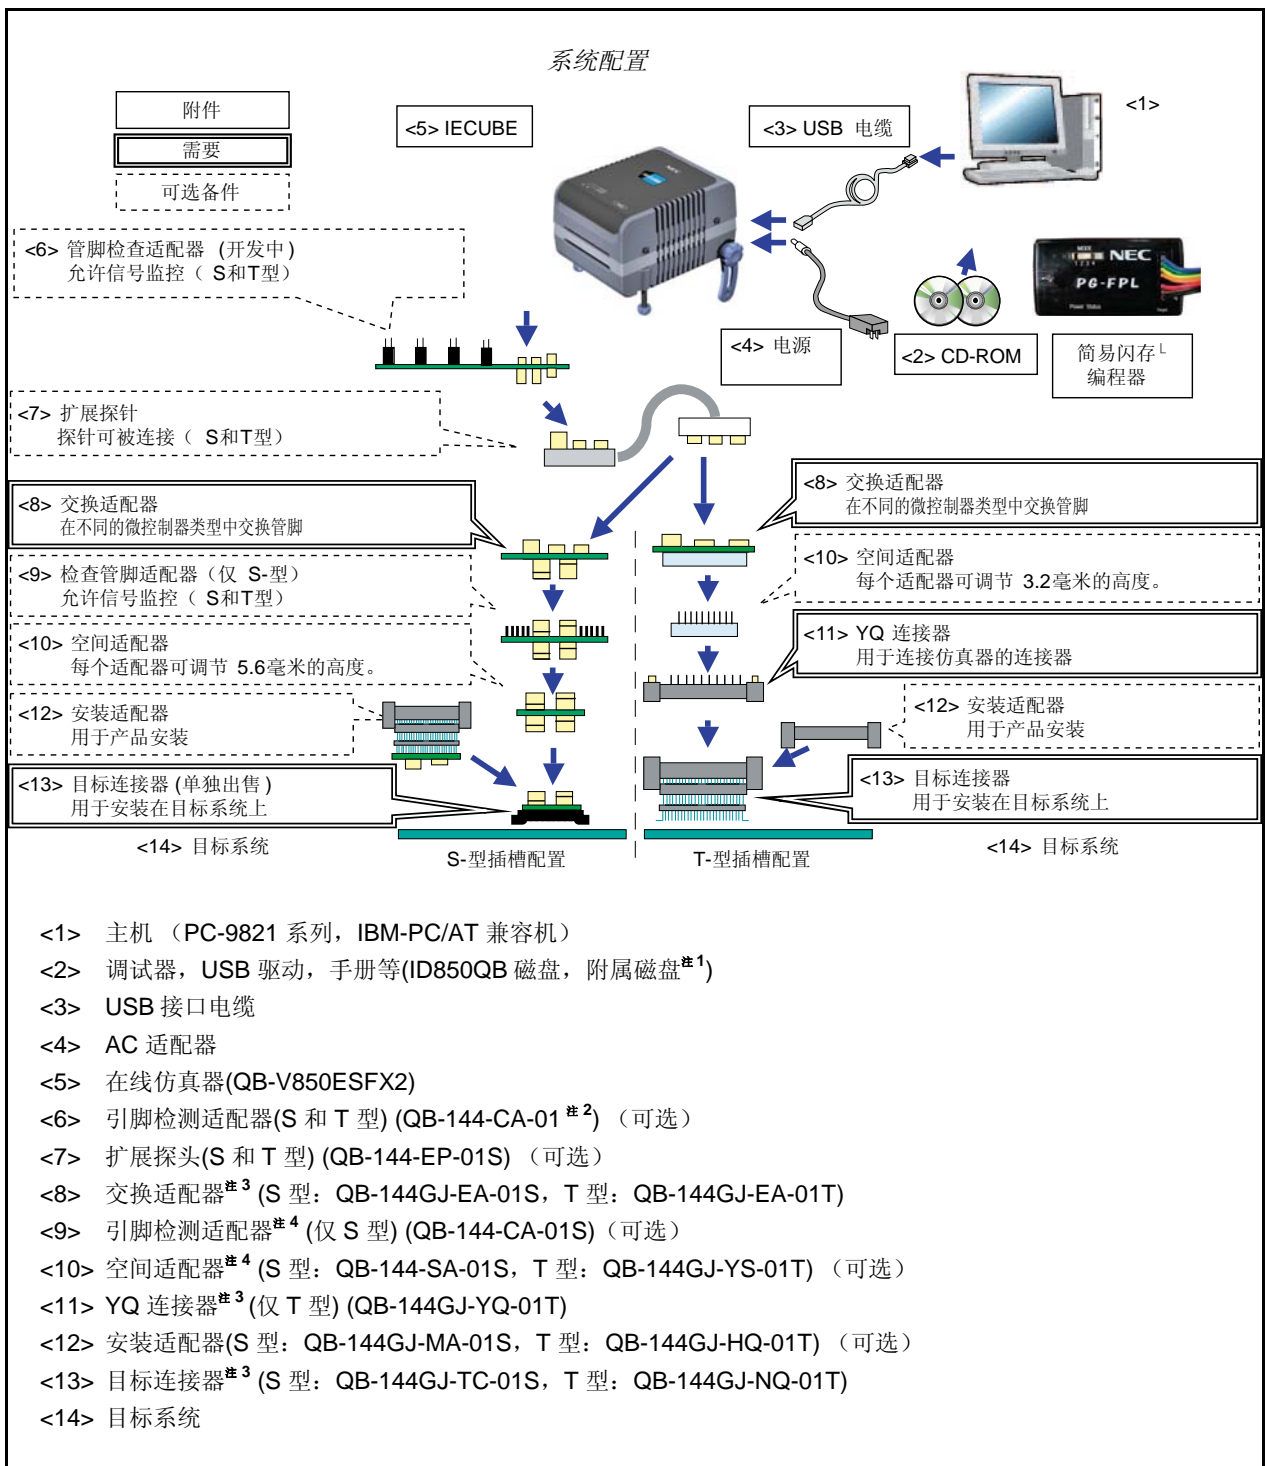 系统配置
附件
需要
可选备件
<5> IECUBE
<3> USB 电缆
<1>
<6> 管脚检查适配器 (开发中)
允许信号监控（ S和T型）
NEC
PG-FPL
<4> 电源
<2> CD-ROM
简易闪存
编程器
<7> 扩展探针
探针可被连接（ S和T型）
<8> 交换适配器
在不同的微控制器类型中交换管脚
<8> 交换适配器
在不同的微控制器类型中交换管脚
<9> 检查管脚适配器（仅 S-型）
允许信号监控（ S和T型）
<10> 空间适配器
每个适配器可调节 3.2毫米的高度。
<10> 空间适配器
每个适配器可调节 5.6毫米的高度。
<11> YQ 连接器
用于连接仿真器的连接器
<12> 安装适配器
用于产品安装
<12> 安装适配器
用于产品安装
<13> 目标连接器 (单独出售 )
用于安装在目标系统上
<13> 目标连接器
用于安装在目标系统上
<14> 目标系统
S-型插槽配置
T-型插槽配置
<14> 目标系统
<1> 主机 （PC-9821 系列，IBM-PC/AT 兼容机）
<2> 调试器，USB 驱动，手册等(ID850QB 磁盘，附属磁盘注 1)
<3> USB 接口电缆
<4> AC 适配器
<5> 在线仿真器(QB-V850ESFX2)
<6> 引脚检测适配器(S 和 T 型) (QB-144-CA-01 注 2) （可选）
<7> 扩展探头(S 和 T 型) (QB-144-EP-01S) （可选）
<8> 交换适配器注 3 (S 型：QB-144GJ-EA-01S，T 型：QB-144GJ-EA-01T)
<9> 引脚检测适配器注 4 (仅 S 型) (QB-144-CA-01S)（可选）
<10> 空间适配器注 4 (S 型：QB-144-SA-01S，T 型：QB-144GJ-YS-01T) （可选）
<11> YQ 连接器注 3 (仅 T 型) (QB-144GJ-YQ-01T)
<12> 安装适配器(S 型：QB-144GJ-MA-01S，T 型：QB-144GJ-HQ-01T) （可选）
<13> 目标连接器注 3 (S 型：QB-144GJ-TC-01S，T 型：QB-144GJ-NQ-01T)
<14> 目标系统